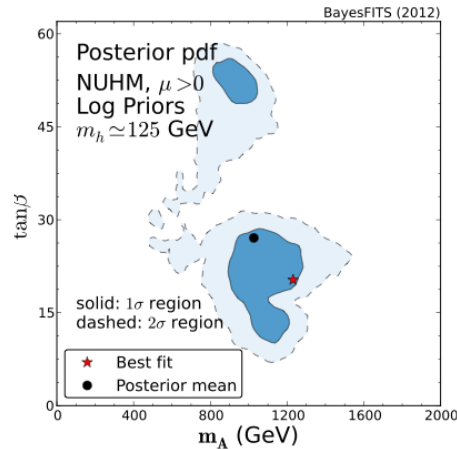 BayesFITS (2012)
Posterior pdf
NUHM, μ >0
Log Priors
m_h ≃ 125 GeV
60
45
30
15
0
tanβ
solid: 1σ region
dashed: 2σ region
Best fit
Posterior mean
0 400 800 1200 1600 2000
m_A (GeV)